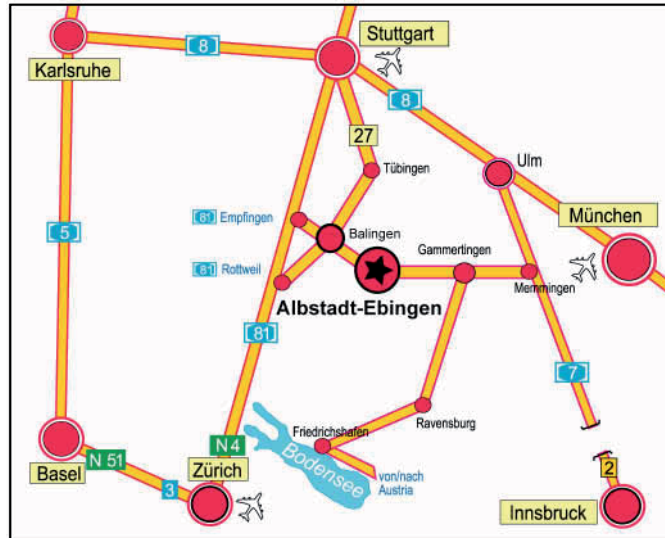 Stuttgart
8
Karlsruhe
8
27
Tübingen
Ulm
81 Empfingen
München
Balingen
5
Gammertingen
81 Rottweil
Memmingen
Albstadt-Ebingen
81
7
Ravensburg
Friedrichshafen
N 4
N 51
Bodensee
Basel
Zürich
2
von/nach
Austria
3
Innsbruck